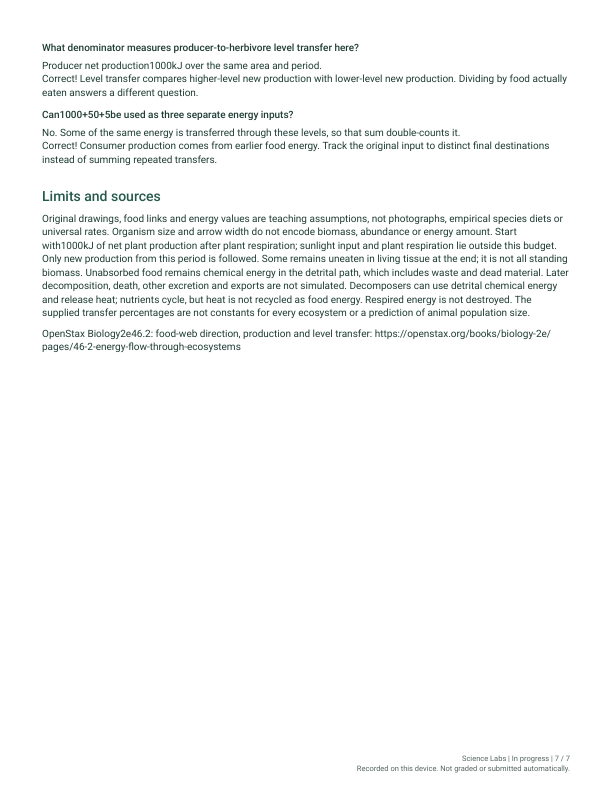 What denominator measures producer-to-herbivore level transfer here?
Producer net production1000kJ over the same area and period.
Correct! Level transfer compares higher-level new production with lower-level new production. Dividing by food actually
eaten answers a different question.
Can1000+50+5be used as three separate energy inputs?
No. Some of the same energy is transferred through these levels, so that sum double-counts it.
Correct! Consumer production comes from earlier food energy. Track the original input to distinct final destinations
instead of summing repeated transfers.
Limits and sources
Original drawings, food links and energy values are teaching assumptions, not photographs, empirical species diets or
universal rates. Organism size and arrow width do not encode biomass, abundance or energy amount. Start
with1000kJ of net plant production after plant respiration; sunlight input and plant respiration lie outside this budget.
Only new production from this period is followed. Some remains uneaten in living tissue at the end; it is not all standing
biomass. Unabsorbed food remains chemical energy in the detrital path, which includes waste and dead material. Later
decomposition, death, other excretion and exports are not simulated. Decomposers can use detrital chemical energy
and release heat; nutrients cycle, but heat is not recycled as food energy. Respired energy is not destroyed. The
supplied transfer percentages are not constants for every ecosystem or a prediction of animal population size.
OpenStax Biology2e46.2: food-web direction, production and level transfer: https://openstax.org/books/biology-2e/
pages/46-2-energy-flow-through-ecosystems
Science Labs | In progress | 7 / 7
Recorded on this device. Not graded or submitted automatically.